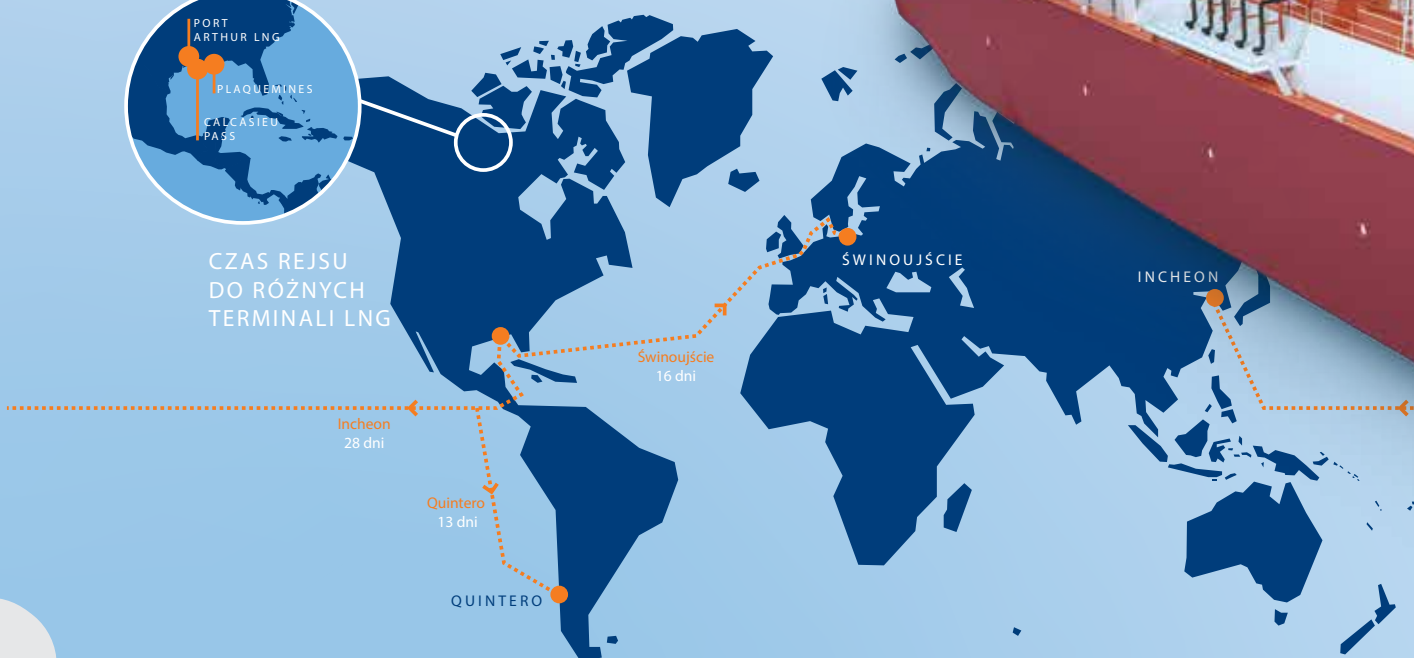 PORT
ARTHUR LNG
PLAQUEMINES
CALCASIEU
PASS
CZAS REJSU
DO RÓŻNYCH
TERMINALI LNG
ŚWINOUJŚCIE
INCHEON
Świnoujście
16 dni
Incheon
28 dni
Quintero
13 dni
QUINTERO